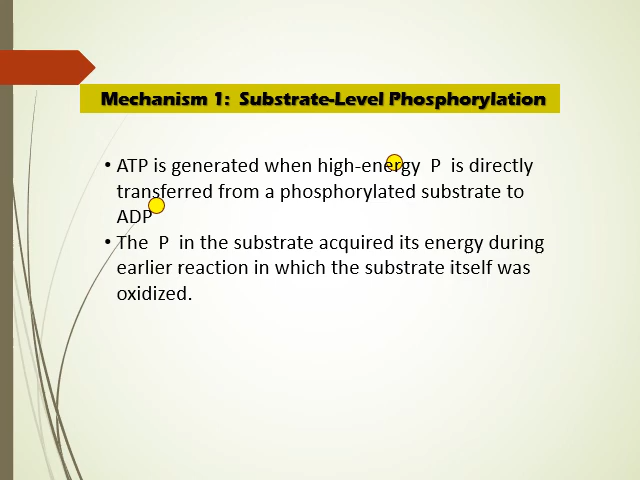 Mechanism 1: Substrate-Level Phosphorylation
• ATP is generated when high-energy P is directly
transferred from a phosphorylated substrate to
ADP
• The P in the substrate acquired its energy during
earlier reaction in which the substrate itself was
oxidized.